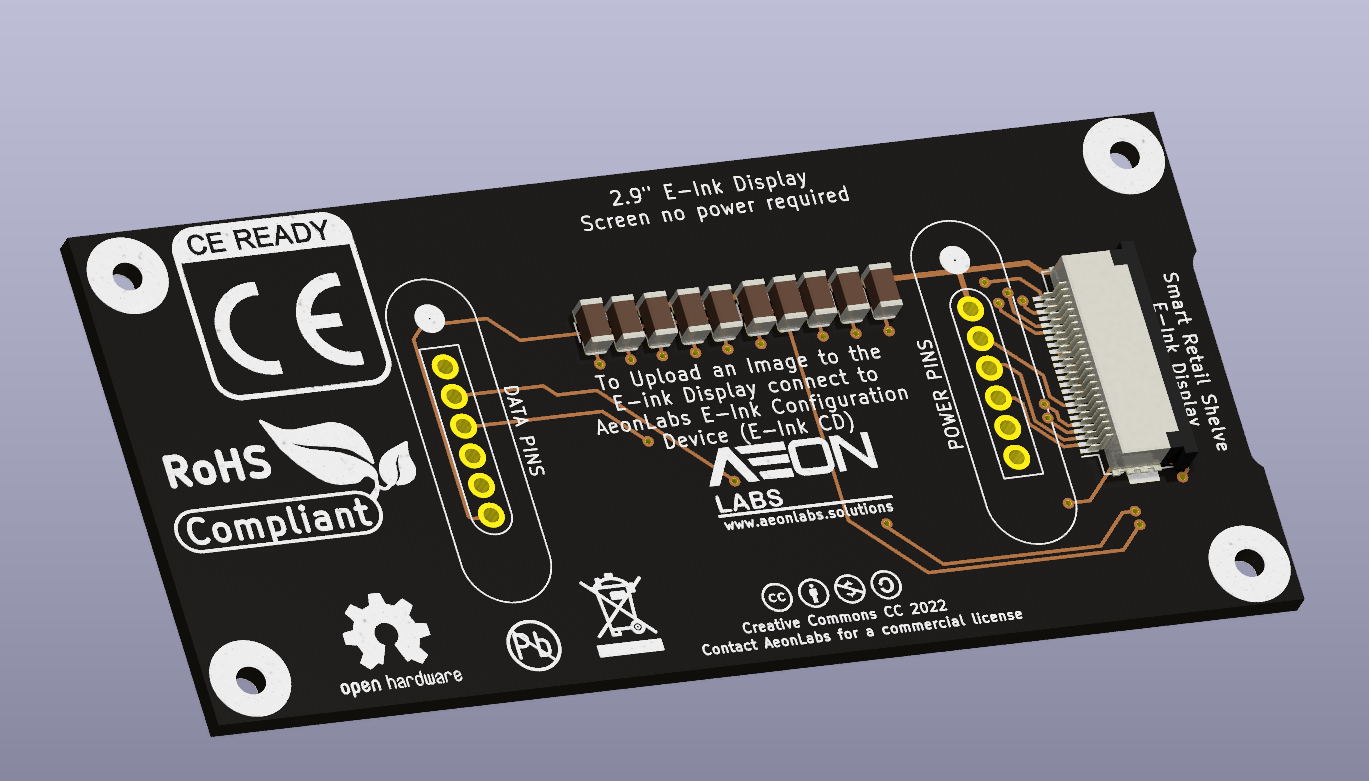 2.9" E-Ink Display
Screen no power required
CE READY
CE
DATA PINS
POWER PINS
Smart Retail Shelve
E-Ink Display
To Upload an Image to the
E-ink Display connect to
AeonLabs E-Ink Configuration
Device (E-Ink CD)
AEON
LABS
www.aeonlabs.solutions
RoHS
Compliant
open hardware
Pb
cc
Creative Commons CC 2022
Contact AeonLabs for a commercial license